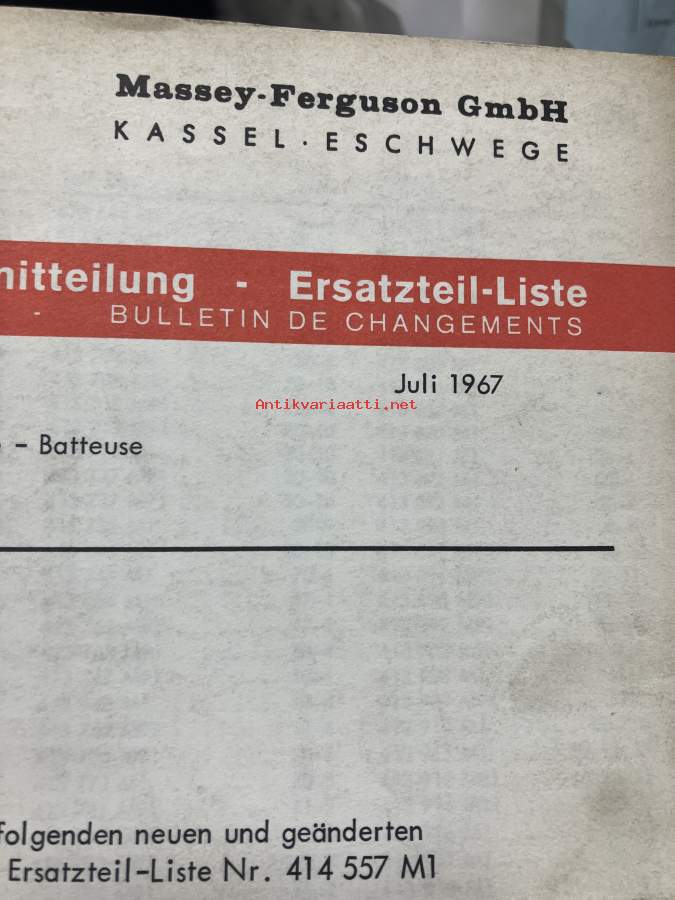 Massey-Ferguson GmbH
KASSEL · ESCHWEGE
mitteilung - Ersatzteil-Liste
- BULLETIN DE CHANGEMENTS
Juli 1967
Antikvariaatti.net
- Batteuse
folgenden neuen und geänderten
Ersatzteil-Liste Nr. 414 557 M1